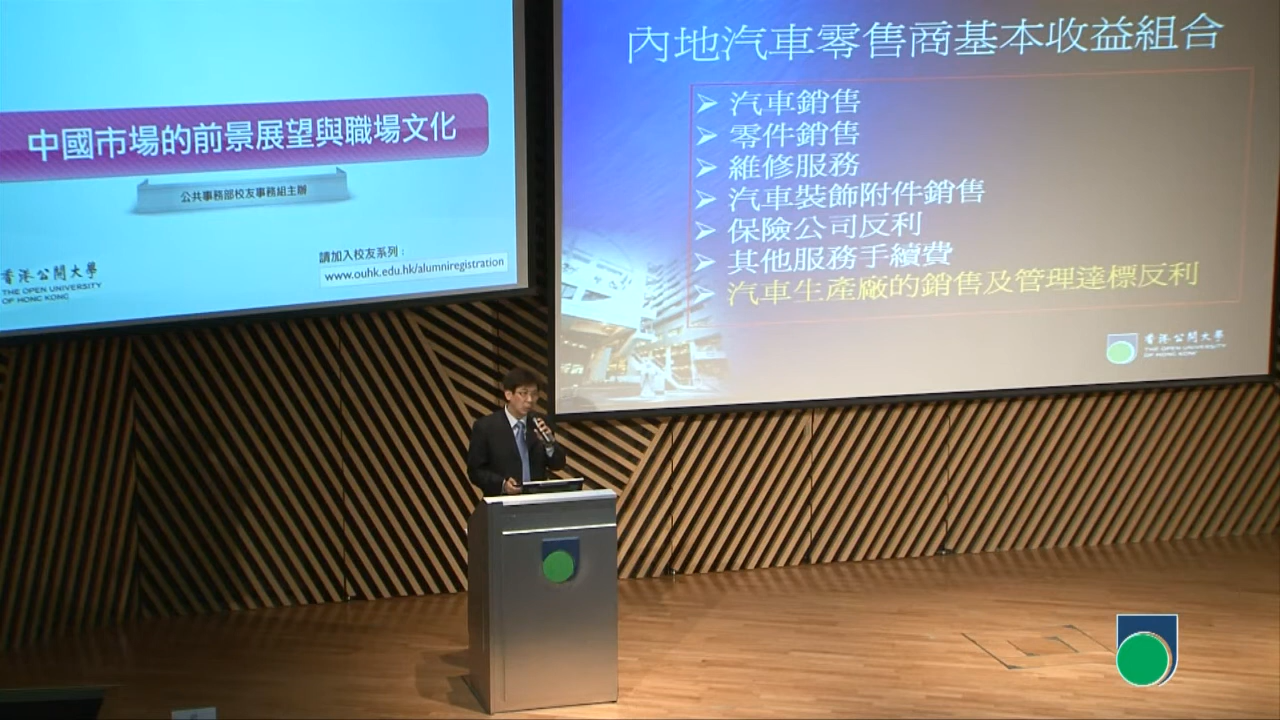 中國市場的前景展望與職場文化
公共事務部校友事務組主辦
請加入校友系列：
www.ouhk.edu.hk/alumniregistration
香港公開大學
THE OPEN UNIVERSITY
OF HONG KONG
內地汽車零售商基本收益組合
➢ 汽車銷售
➢ 零件銷售
➢ 維修服務
➢ 汽車裝飾附件銷售
➢ 保險公司反利
➢ 其他服務手續費
➢ 汽車生產廠的銷售及管理達標反利
香港公開大學
THE OPEN UNIVERSITY
OF HONG KONG